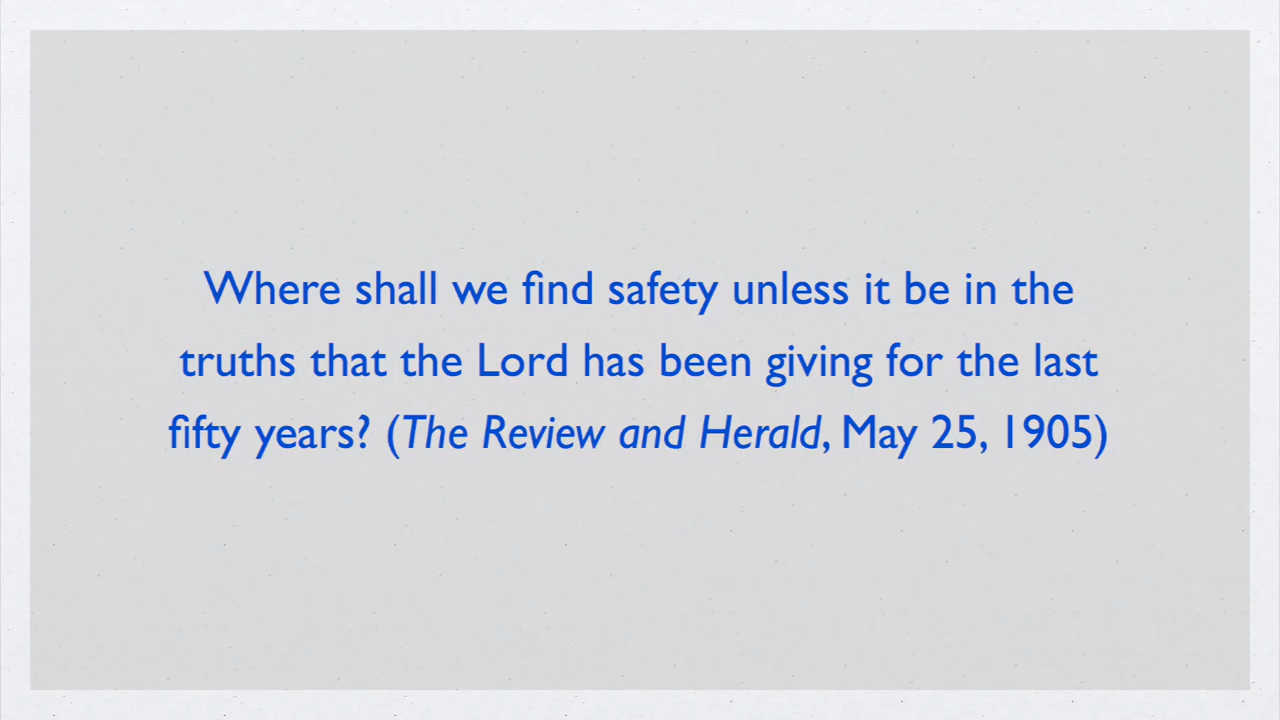 Where shall we find safety unless it be in the
truths that the Lord has been giving for the last
fifty years? (The Review and Herald, May 25, 1905)